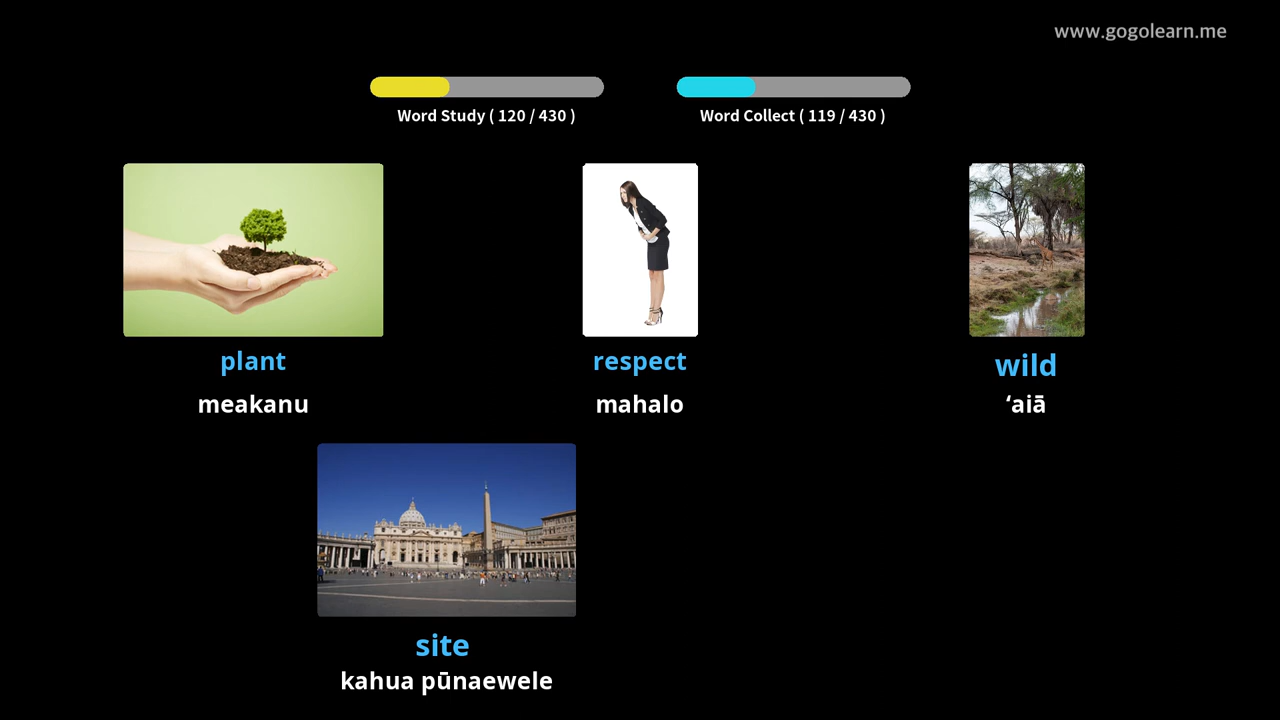 www.gogolearn.me
Word Study ( 120 / 430 )
Word Collect ( 119 / 430 )
plant
respect
wild
meakanu
mahalo
ʻaiā
site
kahua pūnaewele